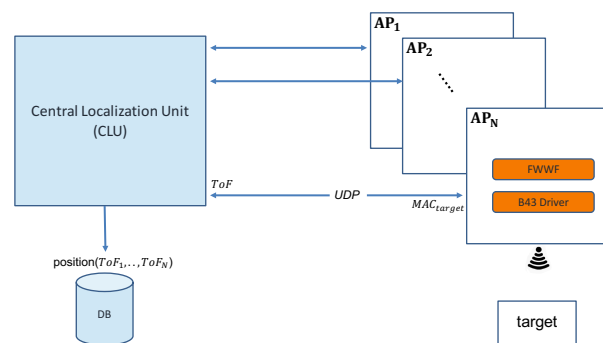 AP₁
AP₂
APN
Central Localization Unit
(CLU)
FWWF
B43 Driver
ToF
UDP
MACtarget
position(ToF₁,..,ToFN)
DB
target